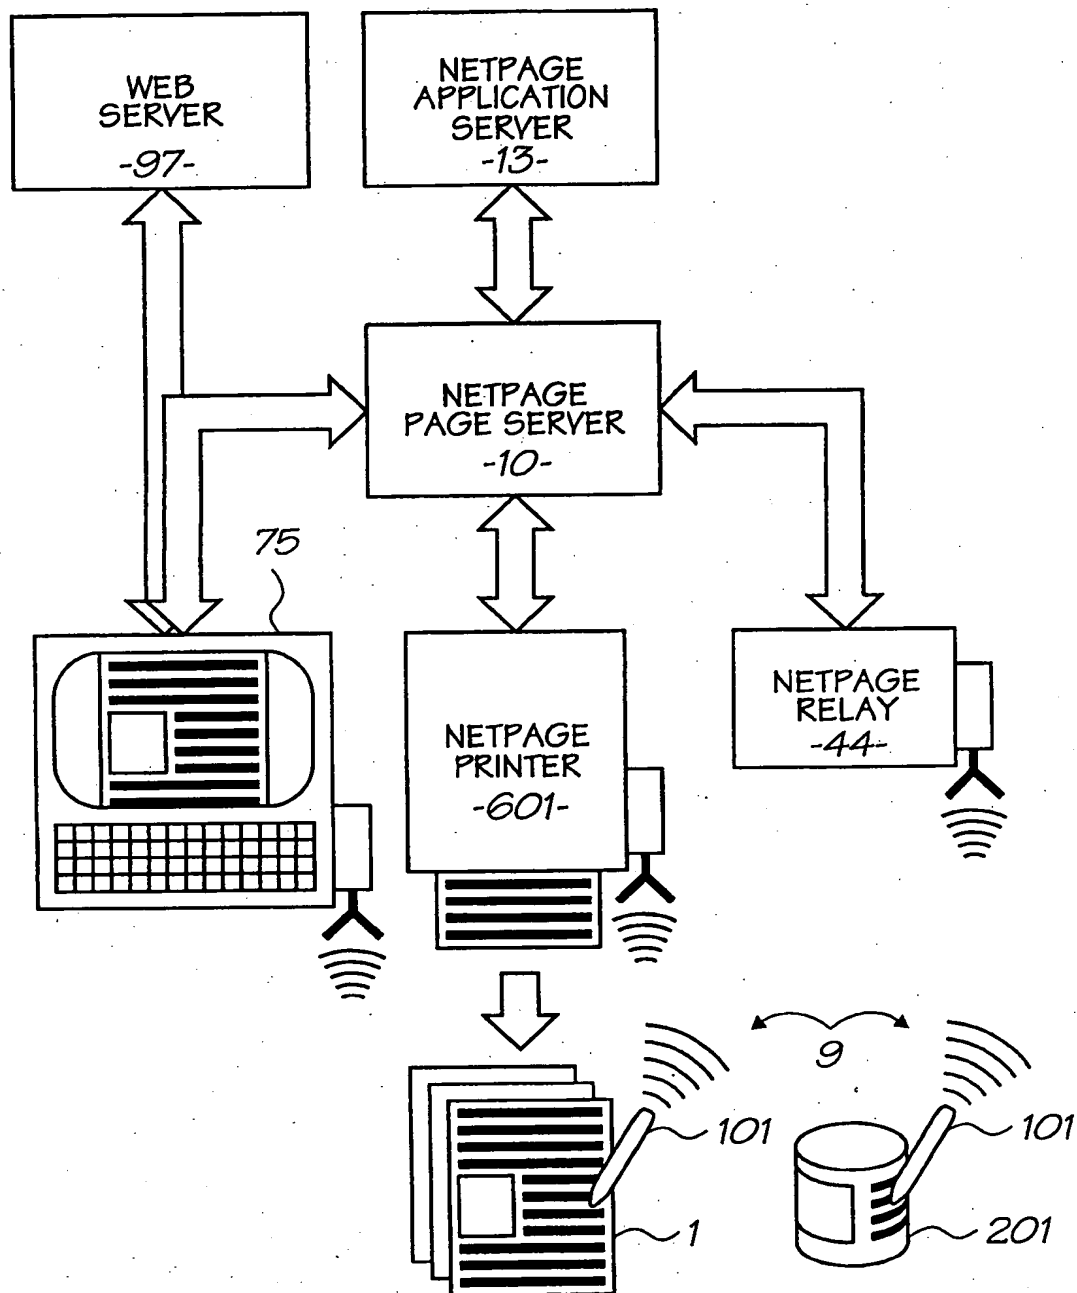 WEB
SERVER
-97-
NETPAGE
APPLICATION
SERVER
-13-
NETPAGE
PAGE SERVER
-10-
75
NETPAGE
PRINTER
-601-
NETPAGE
RELAY
-44-
9
101
101
1
201